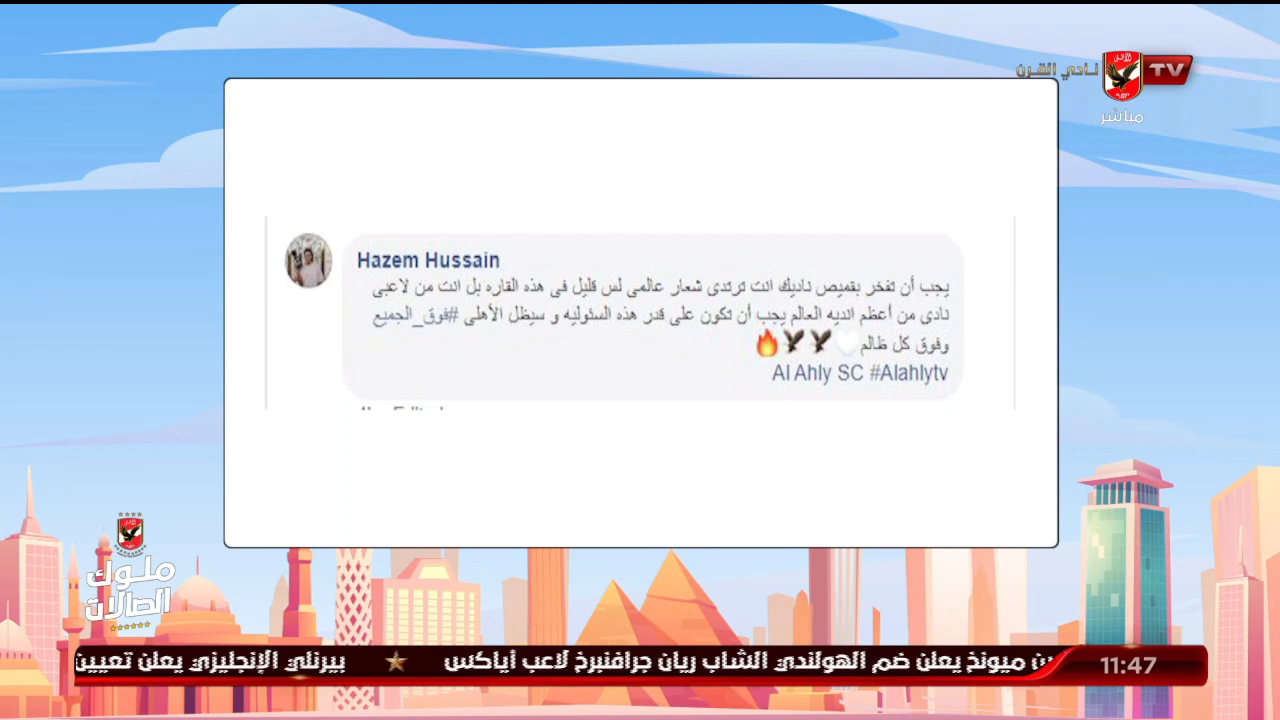 نادي القرن
TV
مباشر
Hazem Hussain
يجب أن تفخر بقميص ناديك انت ترتدى شعار عالمى لس قليل فى هذه القاره بل انت من لاعبى
نادى من أعظم انديه العالم يجب أن تكون على قدر هذه السئوليه و سيظل الأهلى #فوق_الجميع
وفوق كل ظالم🤍🦅🦅🔥
Al Ahly SC #Alahlytv
ملوك
الصالات
ميونخ يعلن ضم الهولندي الشاب ريان جرافنبرخ لاعب أياكس ★ بيرنلي الإنجليزي يعلن تعيين
11:47